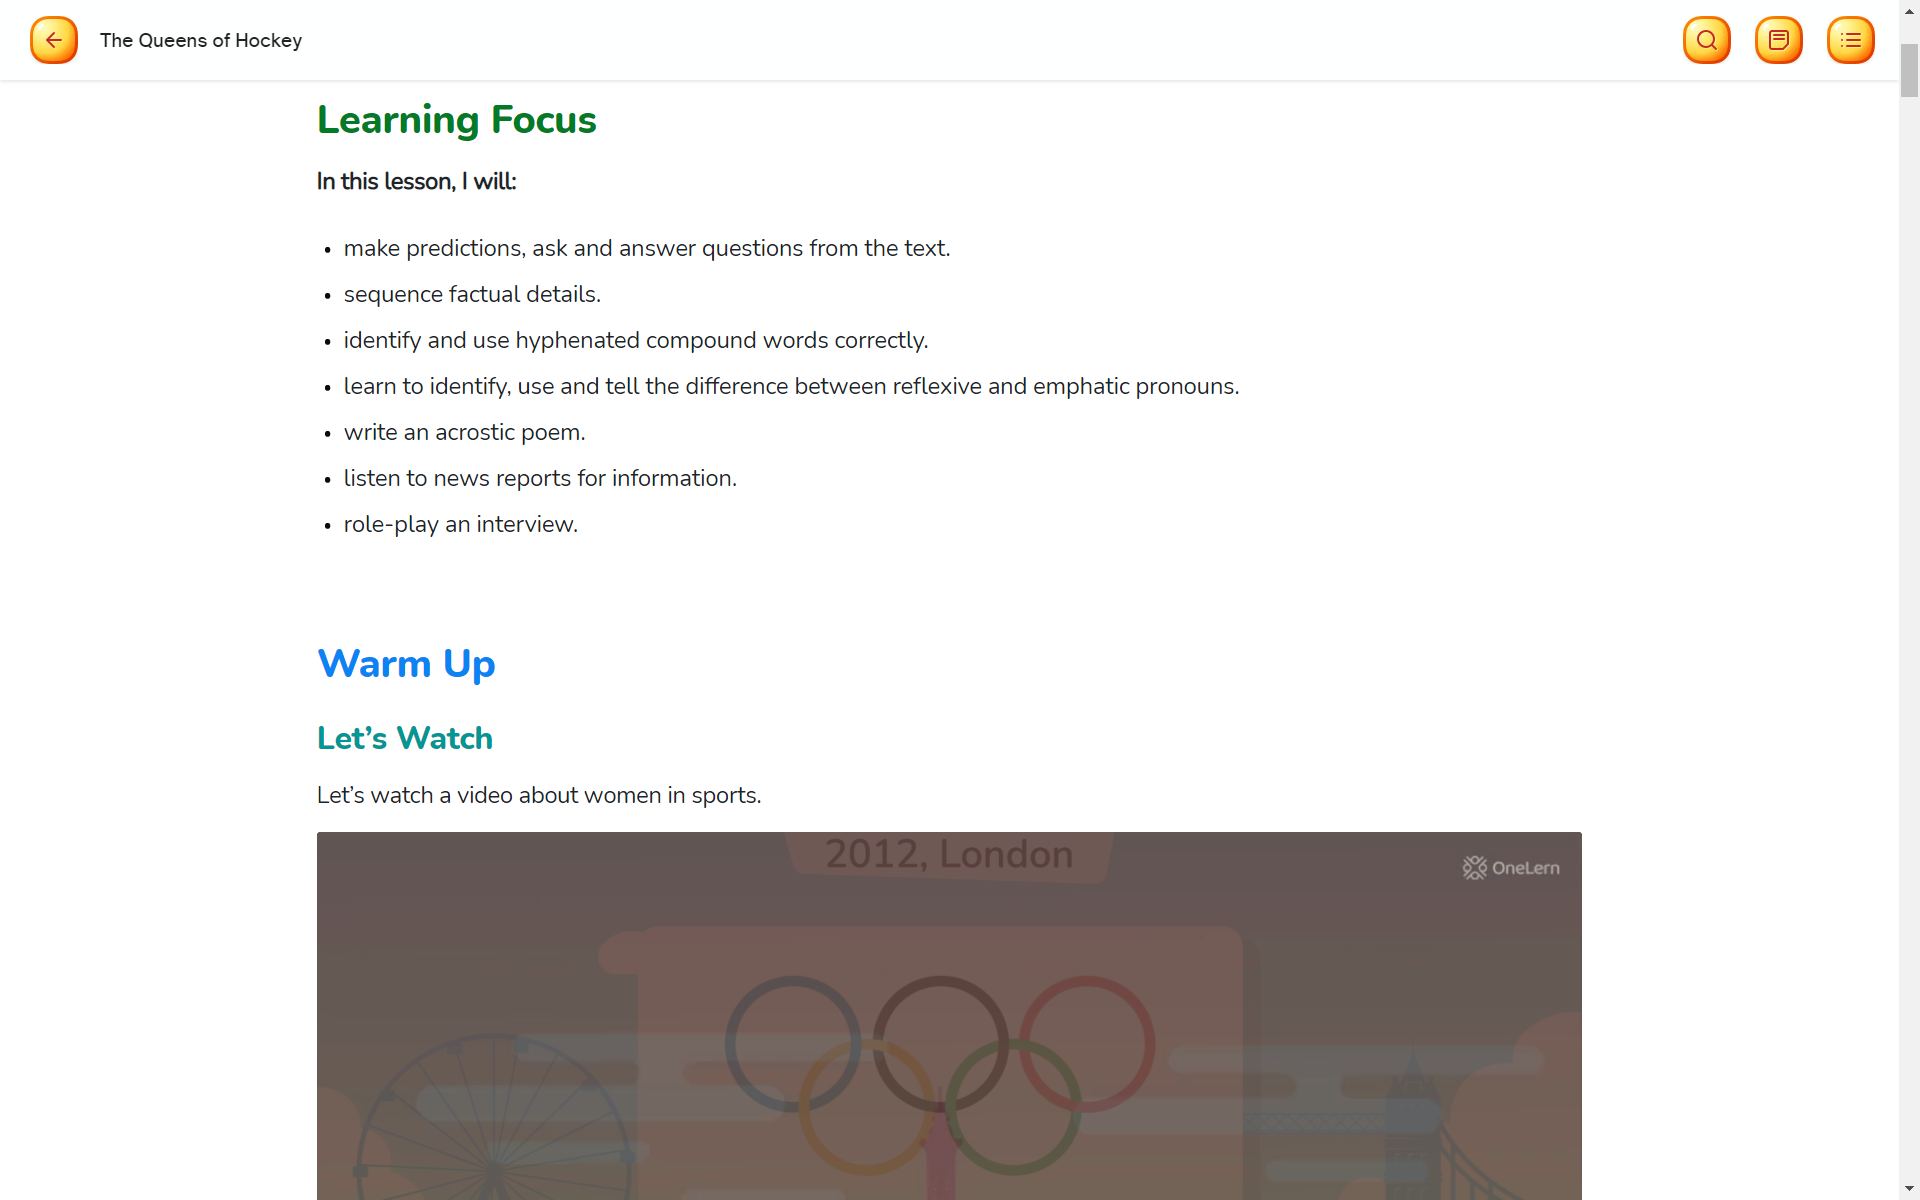 The Queens of Hockey
Learning Focus
In this lesson, I will:
• make predictions, ask and answer questions from the text.
• sequence factual details.
• identify and use hyphenated compound words correctly.
• learn to identify, use and tell the difference between reflexive and emphatic pronouns.
• write an acrostic poem.
• listen to news reports for information.
• role-play an interview.
Warm Up
Let’s Watch
Let’s watch a video about women in sports.
2012, London
OneLern